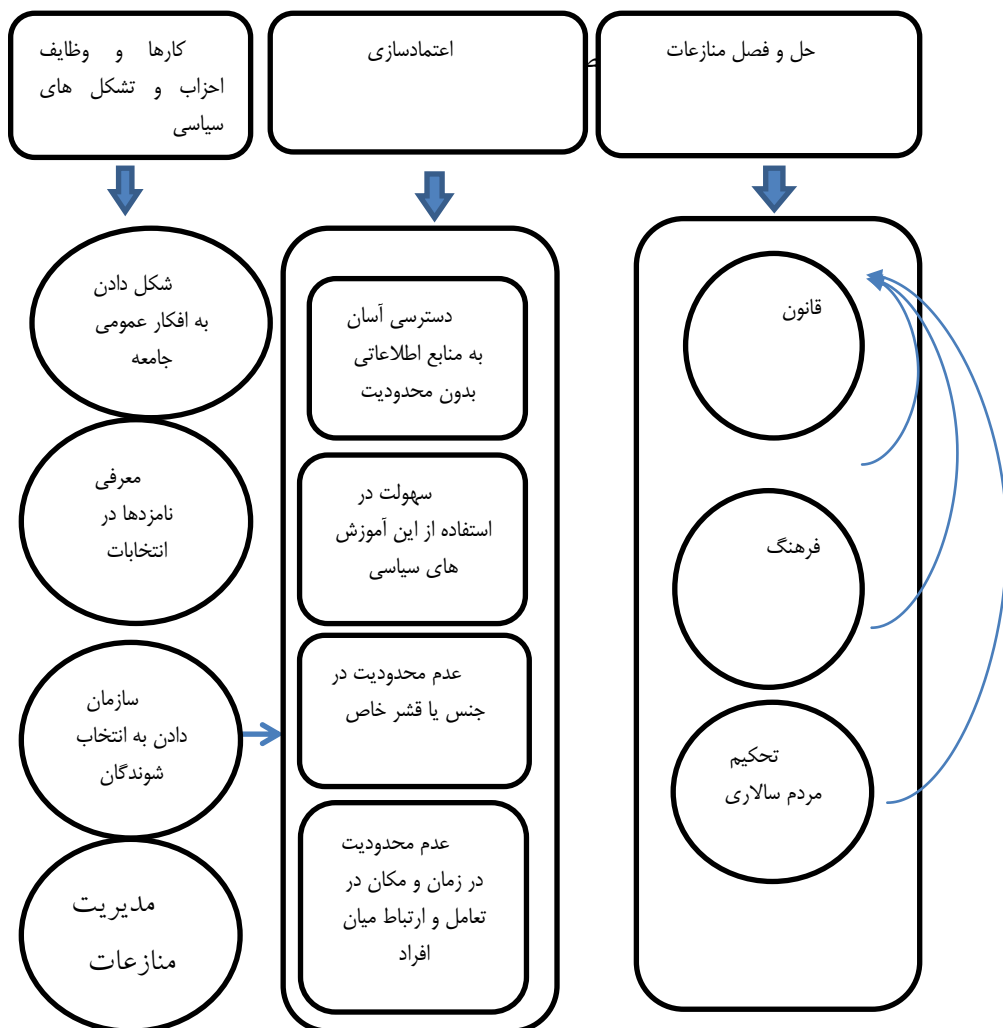 حل و فصل منازعات
اعتمادسازی
کارها و وظایف
احزاب و تشکل های
سیاسی
قانون
فرهنگ
تحکیم
مردم سالاری
دسترسی آسان
به منابع اطلاعاتی
بدون محدودیت
سهولت در
استفاده از این آموزش
های سیاسی
عدم محدودیت در
جنس یا قشر خاص
عدم محدودیت
در زمان و مکان در
تعامل و ارتباط میان
افراد
شکل دادن
به افکار عمومی
جامعه
معرفی
نامزدها در
انتخابات
سازمان
دادن به انتخاب
شوندگان
مدیریت
منازعات